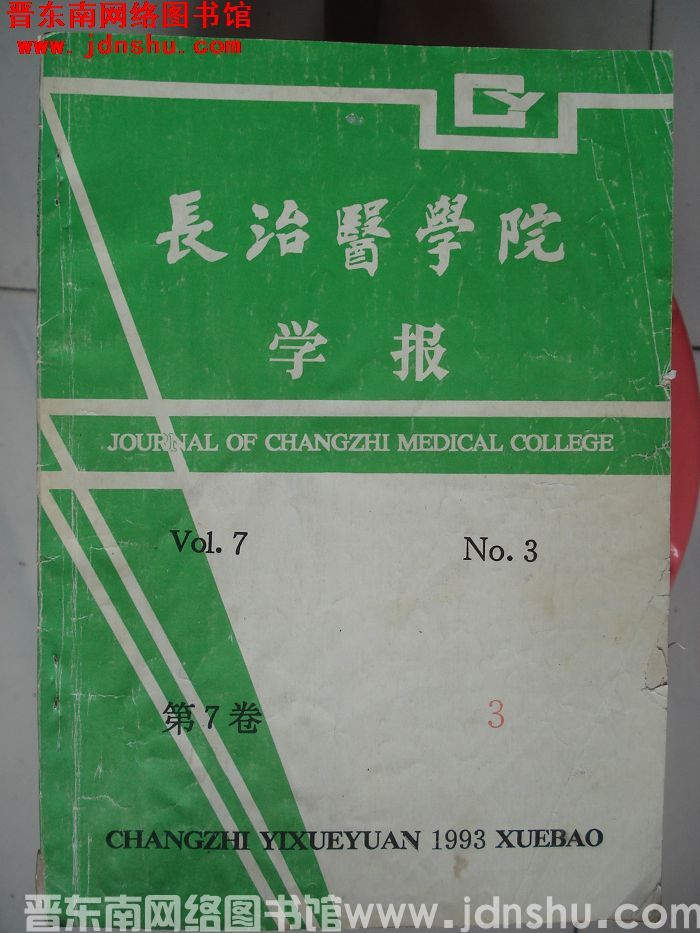 晋东南网络图书馆
www.jdnshu.com
CY
長治醫學院
学报
JOURNAL OF CHANGZHI MEDICAL COLLEGE
Vol. 7 No. 3
第7卷 3
CHANGZHI YIXUEYUAN 1993 XUEBAO
晋东南网络图书馆www.jdnshu.com